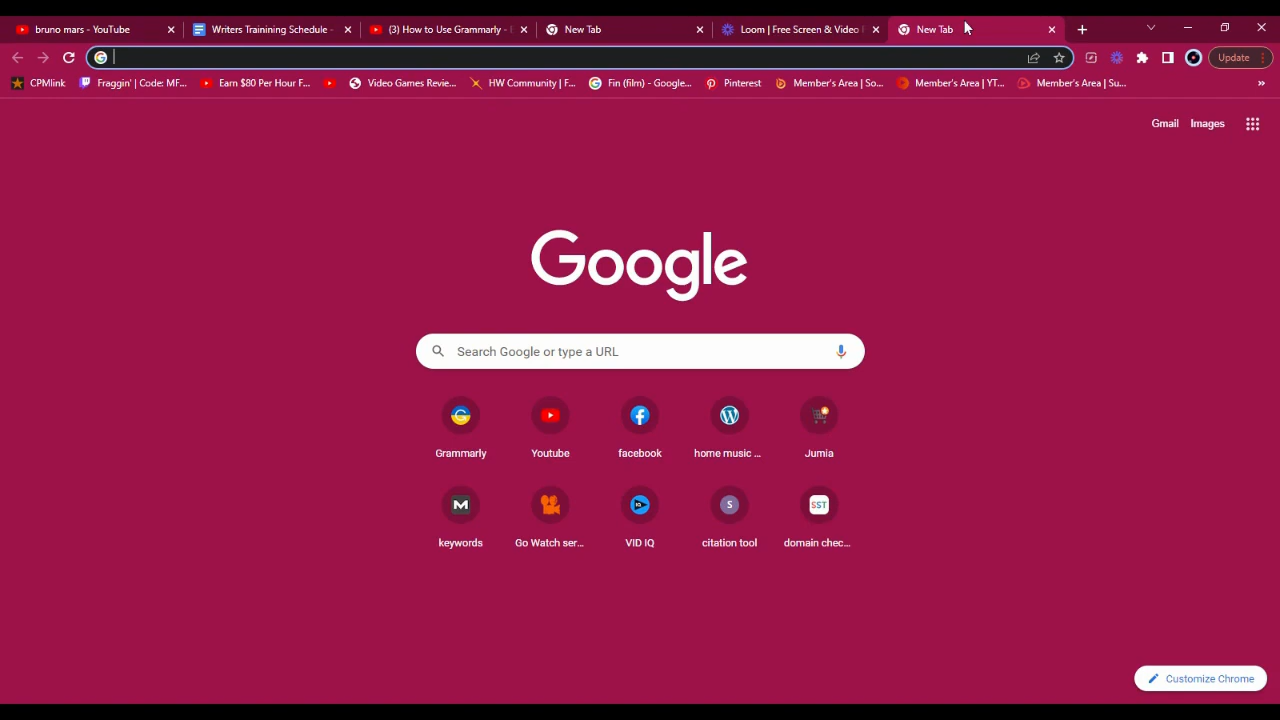 bruno mars - YouTube
Writers Trainining Schedule -
(3) How to Use Grammarly -
New Tab
Loom | Free Screen & Video
New Tab
Update
CPMlink
Fraggin' | Code: MF...
Earn $80 Per Hour F...
Video Games Revie...
HW Community | F...
Fin (film) - Google...
Pinterest
Member's Area | So...
Member's Area | YT...
Member's Area | Su...
»
Gmail
Images
Google
Search Google or type a URL
Grammarly
Youtube
facebook
home music ...
Jumia
keywords
Go Watch ser...
VID IQ
S
citation tool
SST
domain chec...
Customize Chrome